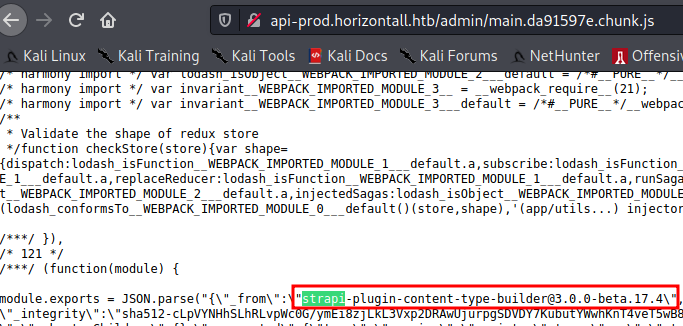 api-prod.horizontall.htb/admin/main.da91597e.chunk.js
Kali Linux Kali Training Kali Tools Kali Docs Kali Forums NetHunter Offensiv
/* harmony import */ var lodash_isObject__WEBPACK_IMPORTED_MODULE_2___default = /*#__PURE__*/__
/* harmony import */ var invariant__WEBPACK_IMPORTED_MODULE_3__ = __webpack_require__(21);
/* harmony import */ var invariant__WEBPACK_IMPORTED_MODULE_3___default = /*#__PURE__*/__webpa
/**
* Validate the shape of redux store
*/function checkStore(store){var shape=
{dispatch:lodash_isFunction__WEBPACK_IMPORTED_MODULE_1___default.a,subscribe:lodash_isFunction_
E_1___default.a,replaceReducer:lodash_isFunction__WEBPACK_IMPORTED_MODULE_1___default.a,runSaga
t__WEBPACK_IMPORTED_MODULE_2___default.a,injectedSagas:lodash_isObject__WEBPACK_IMPORTED_MODULE
(lodash_conformsTo__WEBPACK_IMPORTED_MODULE_0___default()(store,shape),'(app/utils...) injector
/***/ }),
/* 121 */
/***/ (function(module) {
module.exports = JSON.parse("{\"_from\":\"strapi-plugin-content-type-builder@3.0.0-beta.17.4\",
\"_integrity\":\"sha512-cLpVYNHhSLhRLvpWc0G/ymEi8zjLkL3VXp2DRAwUjurpgSDVDY7KubutYWwhKnT4veT5wB8